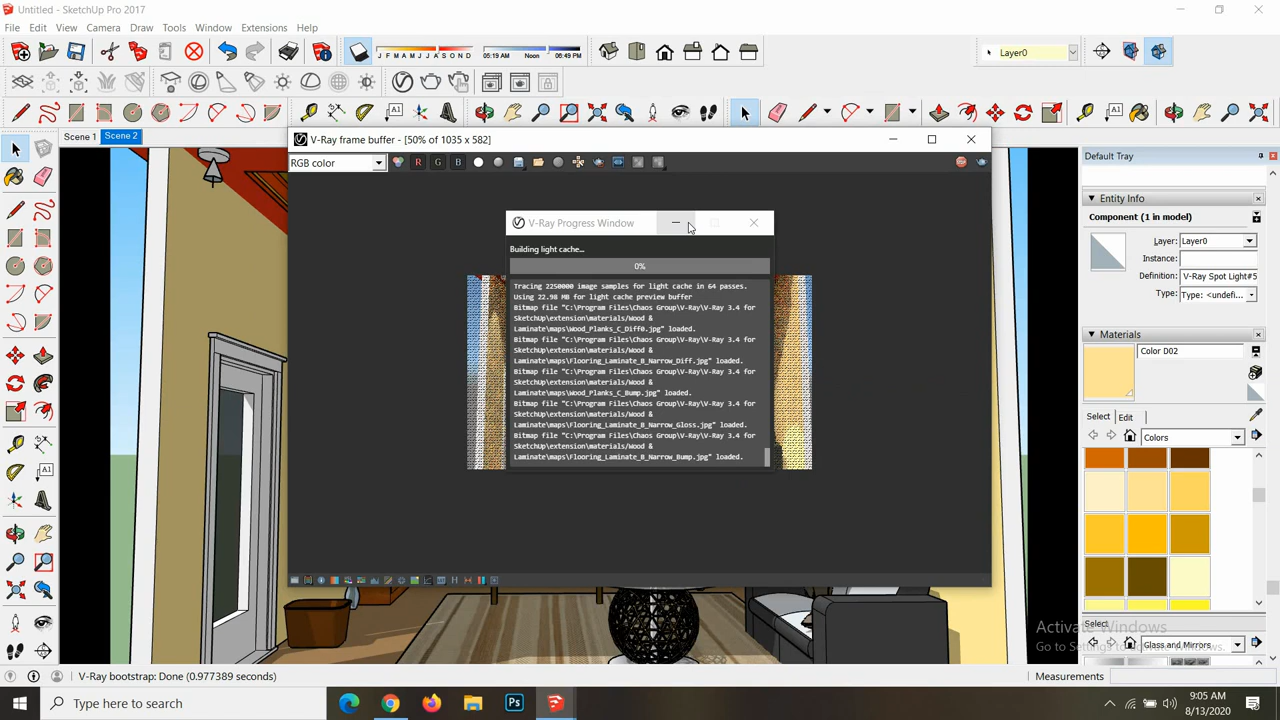 Untitled - SketchUp Pro 2017
File Edit View Camera Draw Tools Window Extensions Help
J F M A M J J A S O N D
05:19 AM Noon 06:49 PM
Layer0
Scene 1 Scene 2
V-Ray frame buffer - [50% of 1035 x 582]
RGB color
R G B
V-Ray Progress Window
Building light cache...
0%
Tracing 2250000 image samples for light cache in 64 passes.
Using 22.98 MB for light cache preview buffer
Bitmap file "C:\Program Files\Chaos Group\V-Ray\V-Ray 3.4 for
SketchUp\extension\materials/Wood &
Laminate\maps\Wood_Planks_C_Diff0.jpg" loaded.
Bitmap file "C:\Program Files\Chaos Group\V-Ray\V-Ray 3.4 for
SketchUp\extension\materials/Wood &
Laminate\maps\Flooring_Laminate_B_Narrow_Diff.jpg" loaded.
Bitmap file "C:\Program Files\Chaos Group\V-Ray\V-Ray 3.4 for
SketchUp\extension\materials/Wood &
Laminate\maps\Wood_Planks_C_Bump.jpg" loaded.
Bitmap file "C:\Program Files\Chaos Group\V-Ray\V-Ray 3.4 for
SketchUp\extension\materials/Wood &
Laminate\maps\Flooring_Laminate_B_Narrow_Gloss.jpg" loaded.
Bitmap file "C:\Program Files\Chaos Group\V-Ray\V-Ray 3.4 for
SketchUp\extension\materials/Wood &
Laminate\maps\Flooring_Laminate_B_Narrow_Bump.jpg" loaded.
Default Tray
Entity Info
Component (1 in model)
Layer: Layer0
Instance:
Definition: V-Ray Spot Light#5
Type: Type: <undefi...
Materials
Color D02
Select Edit
Colors
Select
Glass and Mirrors
Activate Windows
Go to Settings to activate Windows.
V-Ray bootstrap: Done (0.977389 seconds)
Measurements
Type here to search
Ps
9:05 AM
8/13/2020